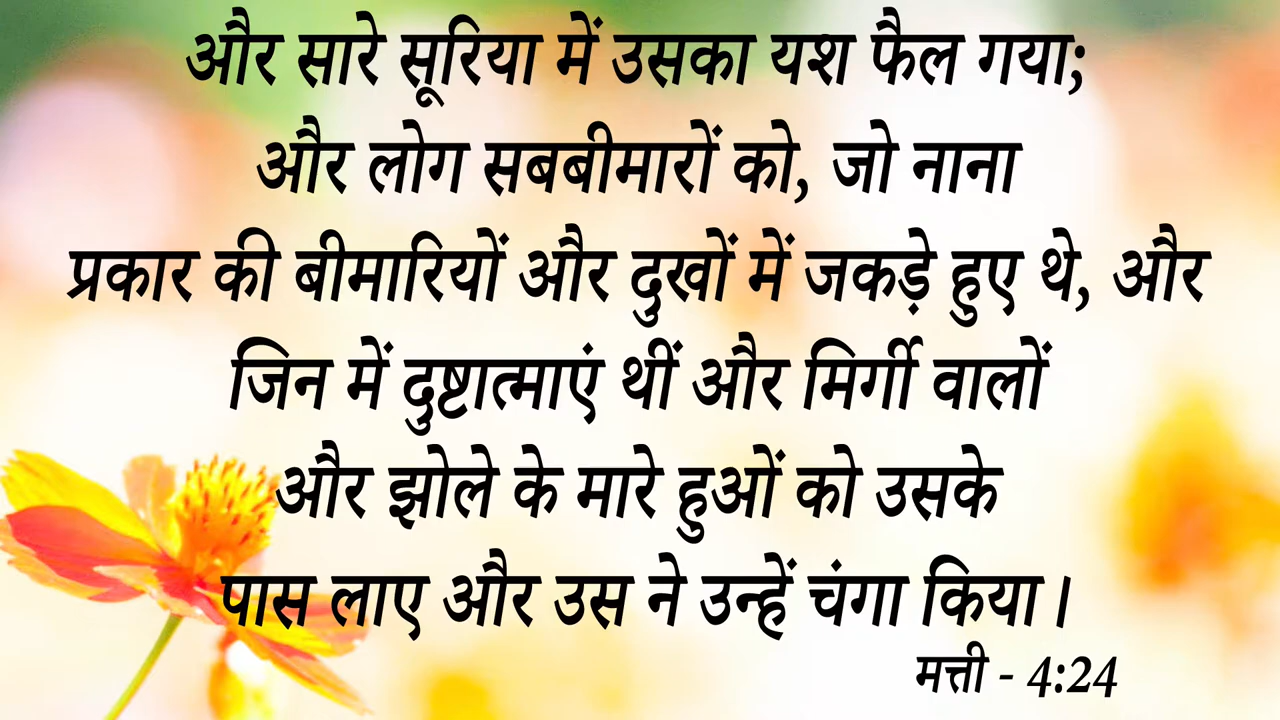 और सारे सूरिया में उसका यश फैल गया;
और लोग सबबीमारों को, जो नाना
प्रकार की बीमारियों और दुखों में जकड़े हुए थे, और
जिन में दुष्टात्माएं थीं और मिर्गी वालों
और झोले के मारे हुओं को उसके
पास लाए और उस ने उन्हें चंगा किया।
मत्ती - 4:24